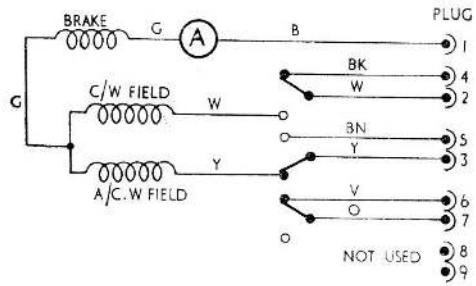 PLUG
BRAKE G A B 1
BK 4
C/W FIELD W W 2
G
BN 5
Y Y 3
A/C.W FIELD
V 6
O 7
NOT USED 8
9